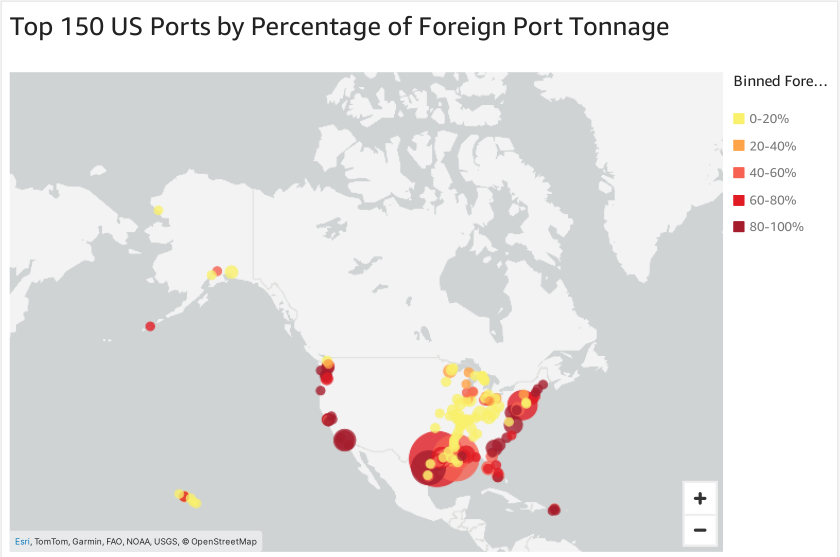 Top 150 US Ports by Percentage of Foreign Port Tonnage
Binned Fore...
0-20%
20-40%
40-60%
60-80%
80-100%
+
−
Esri, TomTom, Garmin, FAO, NOAA, USGS, © OpenStreetMap